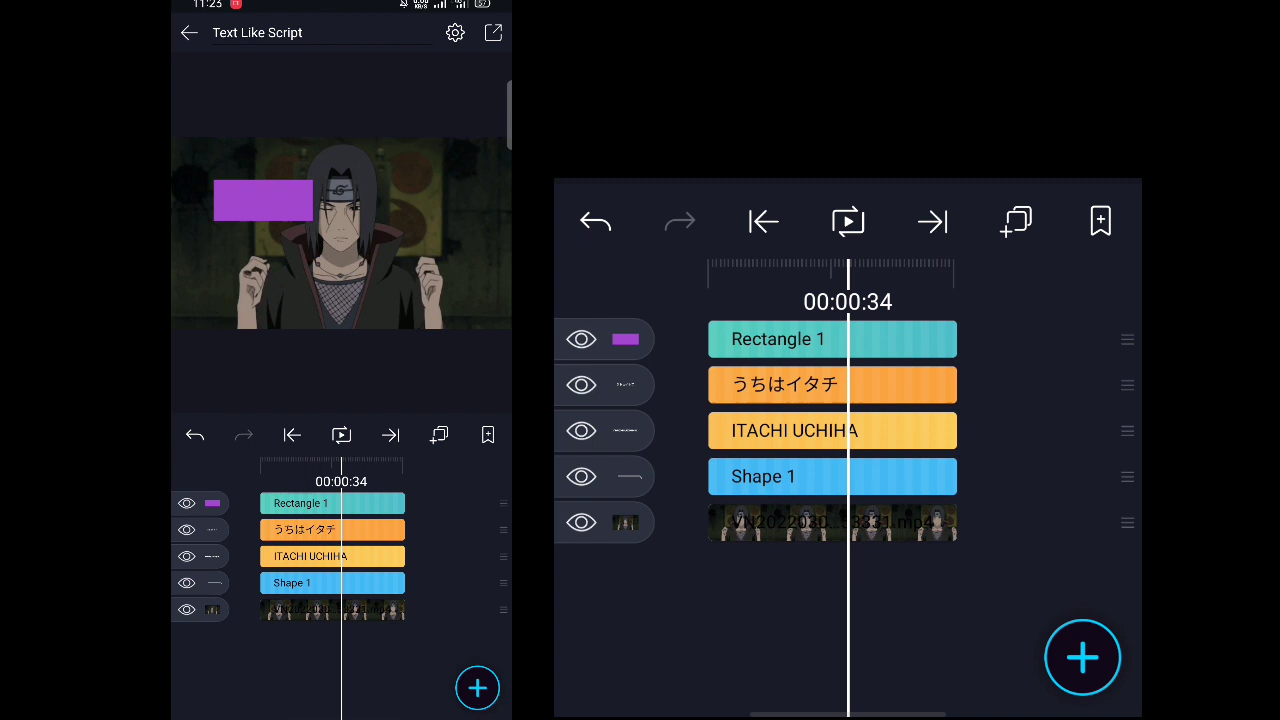 11:23
Text Like Script
00:00:34
Rectangle 1
うちはイタチ
ITACHI UCHIHA
Shape 1
00:00:34
Rectangle 1
うちはイタチ
ITACHI UCHIHA
Shape 1